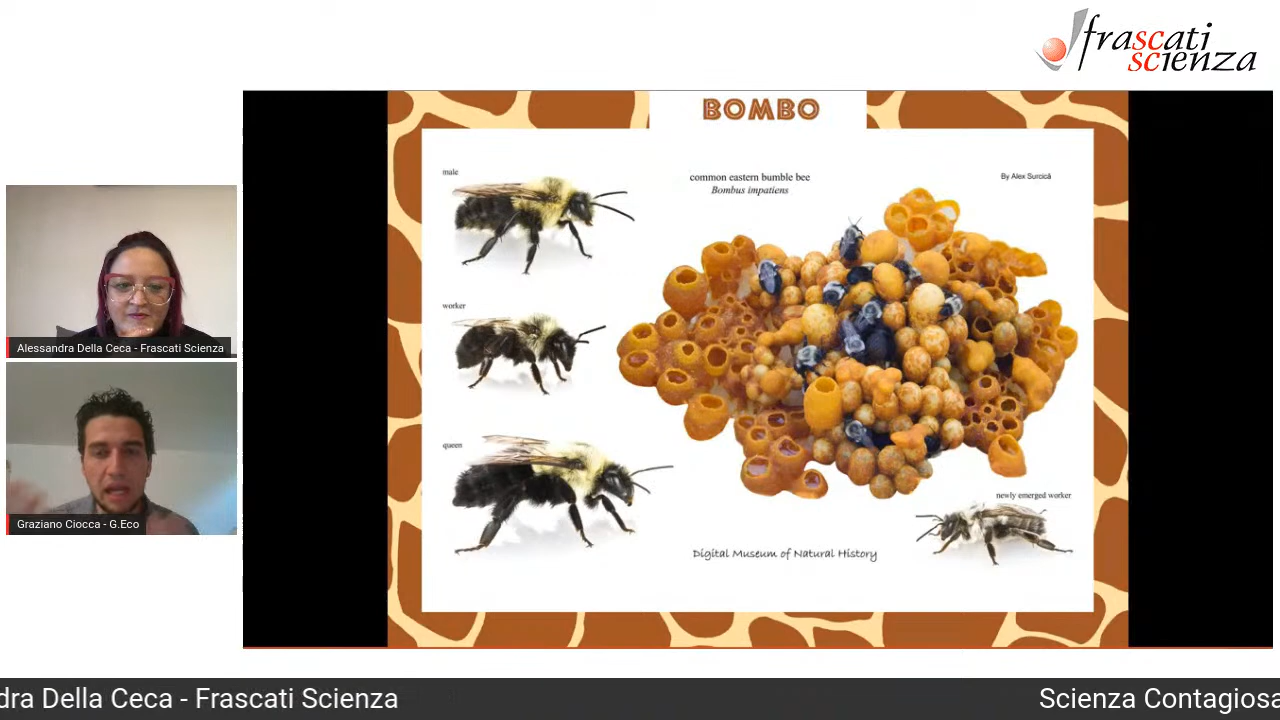 frascati
scienza
BOMBO
male
common eastern bumble bee
Bombus impatiens
By Alex Surcică
worker
queen
newly emerged worker
Digital Museum of Natural History
Alessandra Della Ceca - Frascati Scienza
Graziano Ciocca - G.Eco
dra Della Ceca - Frascati Scienza
Scienza Contagiosa